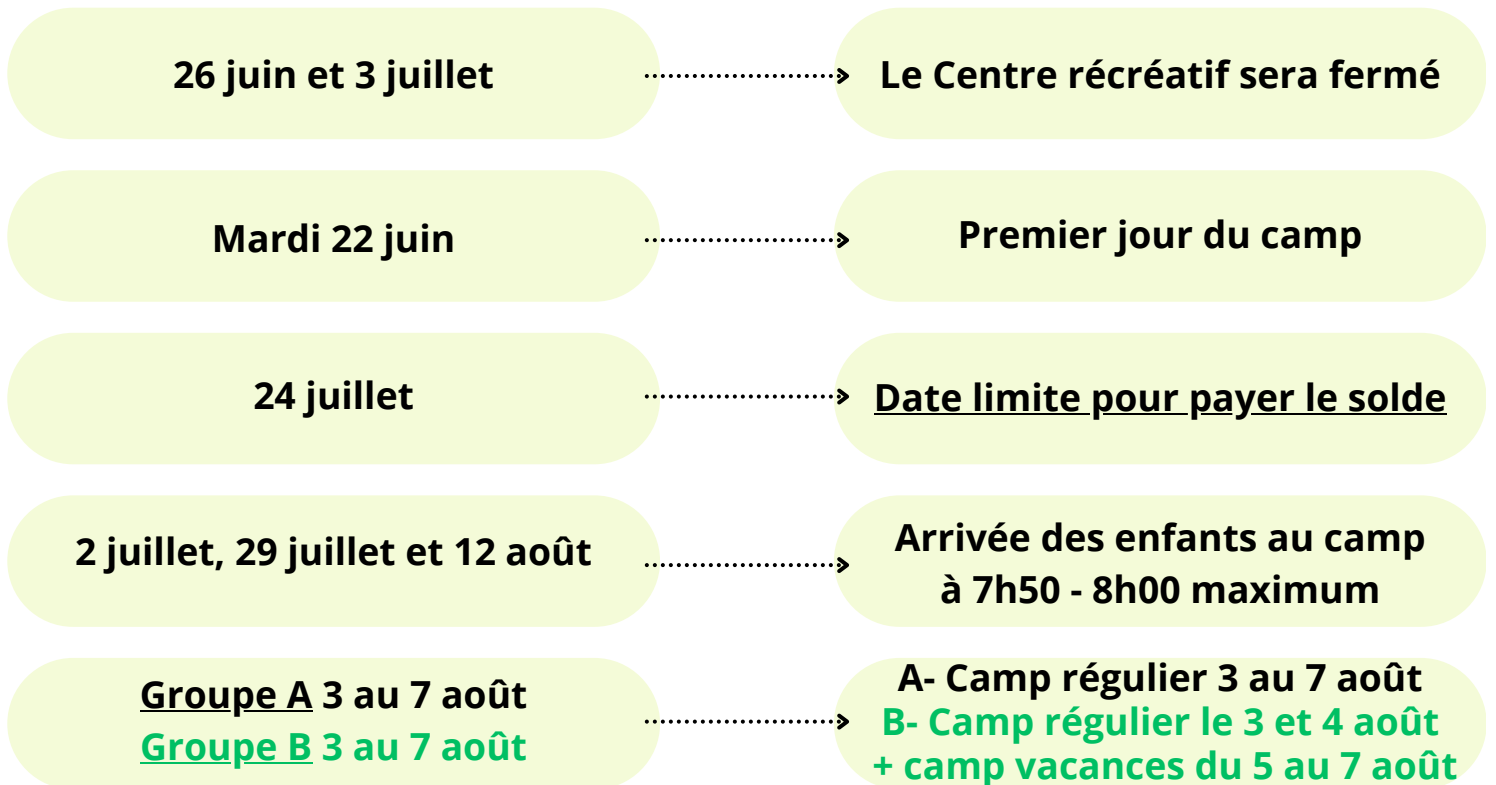 26 juin et 3 juillet
Le Centre récréatif sera fermé
Mardi 22 juin
Premier jour du camp
24 juillet
Date limite pour payer le solde
2 juillet, 29 juillet et 12 août
Arrivée des enfants au camp
à 7h50 - 8h00 maximum
Groupe A 3 au 7 août
Groupe B 3 au 7 août
A- Camp régulier 3 au 7 août
B- Camp régulier le 3 et 4 août
+ camp vacances du 5 au 7 août